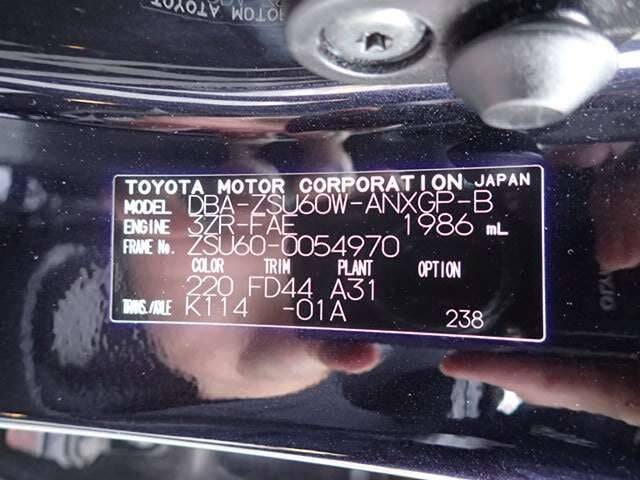 TOYOTA MOTOR CORPORATION JAPAN
MODEL DBA-ZSU60W-ANXGP-B
ENGINE 3ZR-FAE 1986 mL
FRAME No. ZSU60-0054970
COLOR TRIM PLANT OPTION
220 FD44 A31
TRANS./AXLE K114 -01A 238